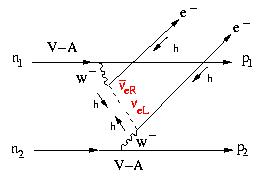 e⁻ e⁻
V−A h
n₁ p₁
W⁻ ν̄eR h
h νeL
h W⁻
n₂ p₂
V−A